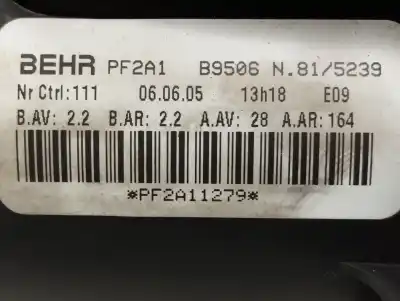 BEHR PF2A1 B9506 N.81/5239
Nr Ctrl:111 06.06.05 13h18 E09
B.AV: 2.2 B.AR: 2.2 A.AV: 28 A.AR: 164
*PF2A11279*